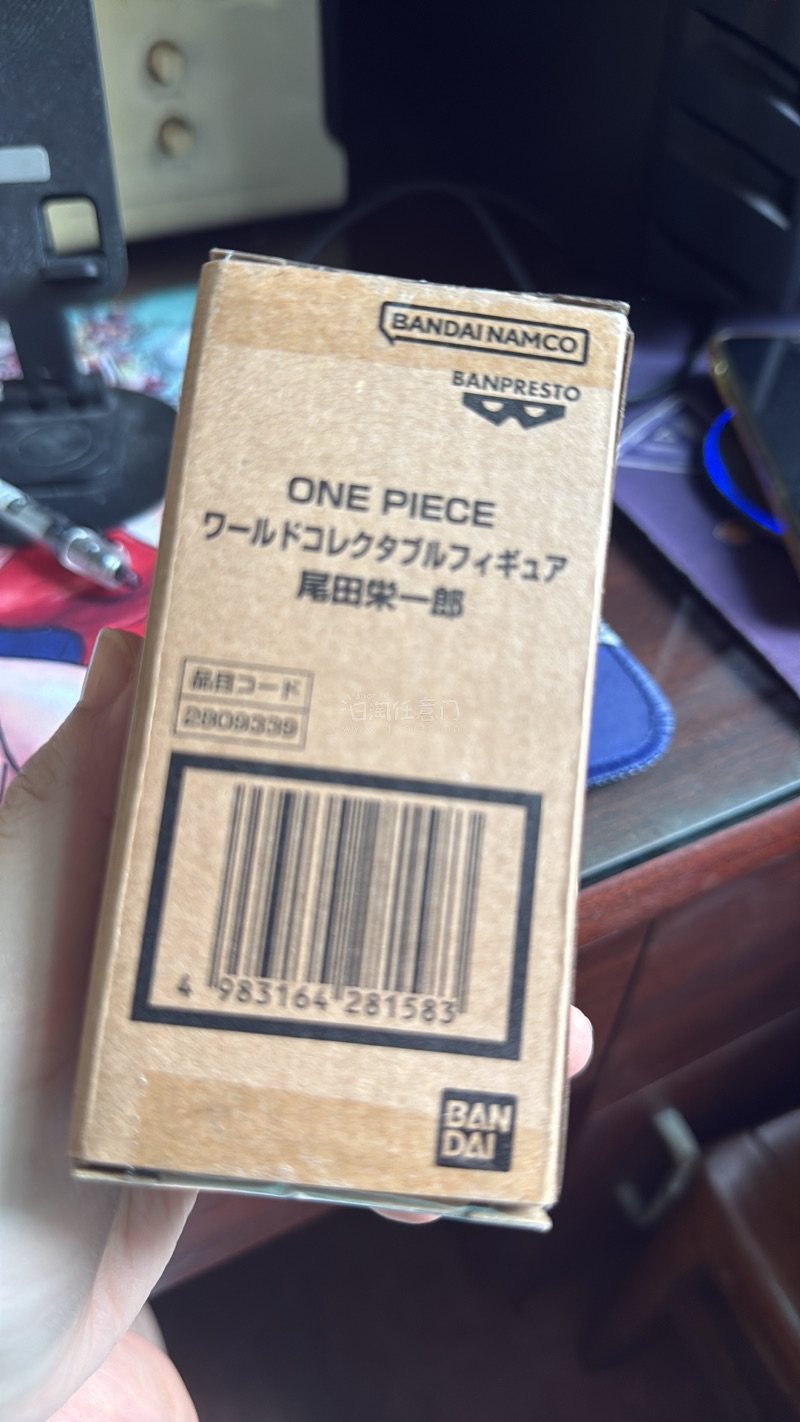 BANDAI NAMCO
BANPRESTO
ONE PIECE
ワールドコレクタブルフィギュア
尾田栄一郎
品目コード
2809339
4 983164 281583
BAN
DAI